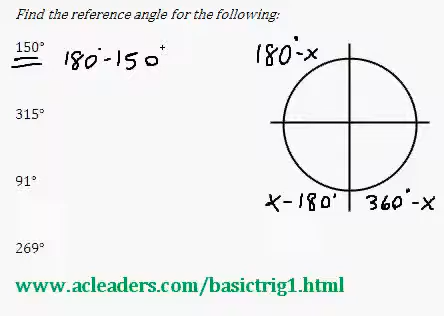 Find the reference angle for the following:
150° 180°-150° 180°-x
315°
91°
x-180° 360°-x
269°
www.acleaders.com/basictrig1.html